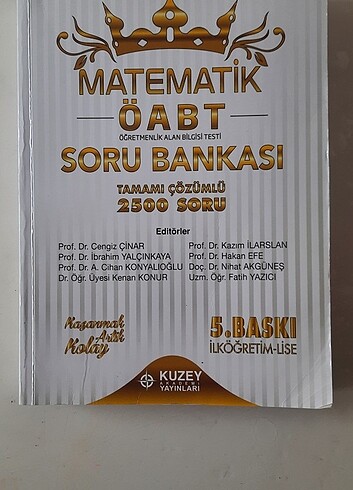 MATEMATİK
ÖABT
ÖĞRETMENLİK ALAN BİLGİSİ TESTİ
SORU BANKASI
TAMAMI ÇÖZÜMLÜ
2500 SORU
Editörler
Prof. Dr. Cengiz ÇİNAR
Prof. Dr. İbrahim YALÇINKAYA
Prof. Dr. A. Cihan KONYALIOĞLU
Dr. Öğr. Üyesi Kenan KONUR
Prof. Dr. Kazım İLARSLAN
Prof. Dr. Hakan EFE
Doç. Dr. Nihat AKGÜNEŞ
Uzm. Öğr. Fatih YAZICI
Kazanmak
Artık
Kolay
5.BASKI
İLKÖĞRETİM-LİSE
KUZEY
AKADEMİ
YAYINLARI